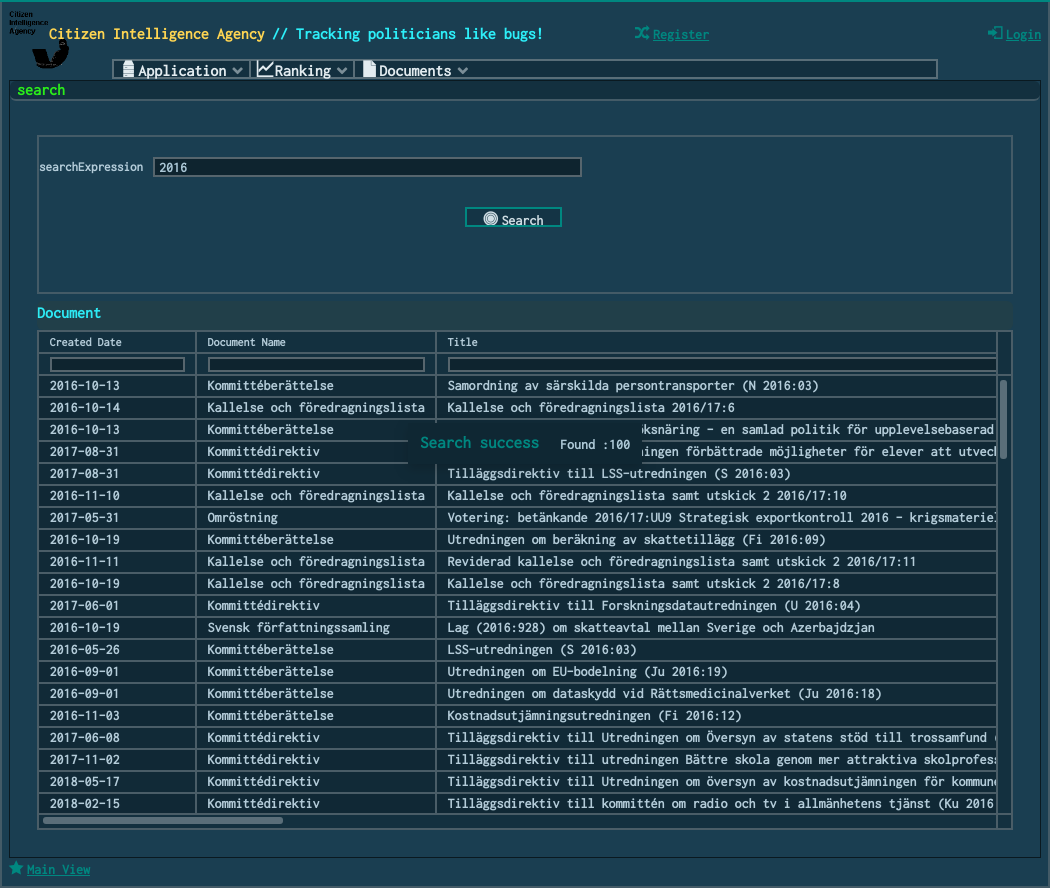 Citizen
Intelligence
Agency
Citizen Intelligence Agency // Tracking politicians like bugs!
Register
Login
Application
Ranking
Documents
search
searchExpression 2016
Search
Document
Created Date Document Name Title
2016-10-13 Kommittéberättelse Samordning av särskilda persontransporter (N 2016:03)
2016-10-14 Kallelse och föredragningslista Kallelse och föredragningslista 2016/17:6
2016-10-13 Kommittéberättelse öksnäring – en samlad politik för upplevelsebaserad
Search success Found :100
2017-08-31 Kommittédirektiv ningen förbättrade möjligheter för elever att utveck
2017-08-31 Kommittédirektiv Tilläggsdirektiv till LSS-utredningen (S 2016:03)
2016-11-10 Kallelse och föredragningslista Kallelse och föredragningslista samt utskick 2 2016/17:10
2017-05-31 Omröstning Votering: betänkande 2016/17:UU9 Strategisk exportkontroll 2016 – krigsmateriel
2016-10-19 Kommittéberättelse Utredningen om beräkning av skattetillägg (Fi 2016:09)
2016-11-11 Kallelse och föredragningslista Reviderad kallelse och föredragningslista samt utskick 2 2016/17:11
2016-10-19 Kallelse och föredragningslista Kallelse och föredragningslista samt utskick 2 2016/17:8
2017-06-01 Kommittédirektiv Tilläggsdirektiv till Forskningsdatautredningen (U 2016:04)
2016-10-19 Svensk författningssamling Lag (2016:928) om skatteavtal mellan Sverige och Azerbajdzjan
2016-05-26 Kommittéberättelse LSS-utredningen (S 2016:03)
2016-09-01 Kommittéberättelse Utredningen om EU-bodelning (Ju 2016:19)
2016-09-01 Kommittéberättelse Utredningen om dataskydd vid Rättsmedicinalverket (Ju 2016:18)
2016-11-03 Kommittéberättelse Kostnadsutjämningsutredningen (Fi 2016:12)
2017-06-08 Kommittédirektiv Tilläggsdirektiv till Utredningen om Översyn av statens stöd till trossamfund
2017-11-02 Kommittédirektiv Tilläggsdirektiv till utredningen Bättre skola genom mer attraktiva skolprofess
2018-05-17 Kommittédirektiv Tilläggsdirektiv till Utredningen om översyn av kostnadsutjämningen för kommune
2018-02-15 Kommittédirektiv Tilläggsdirektiv till kommittén om radio och tv i allmänhetens tjänst (Ku 2016
Main View